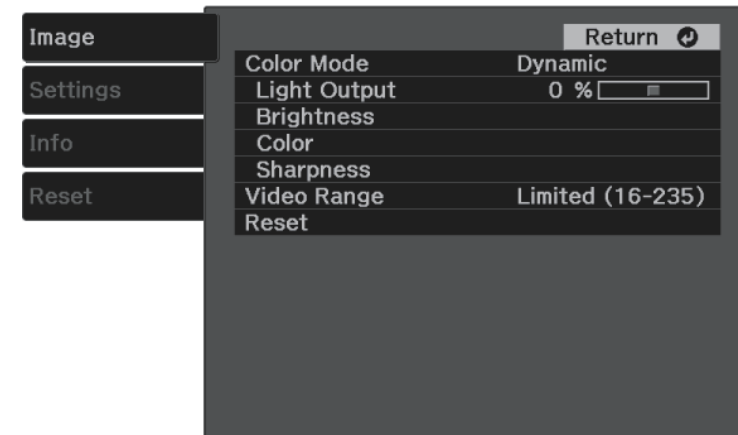 Image
Settings
Info
Reset
Return
Color Mode Dynamic
Light Output 0 %
Brightness
Color
Sharpness
Video Range Limited (16-235)
Reset